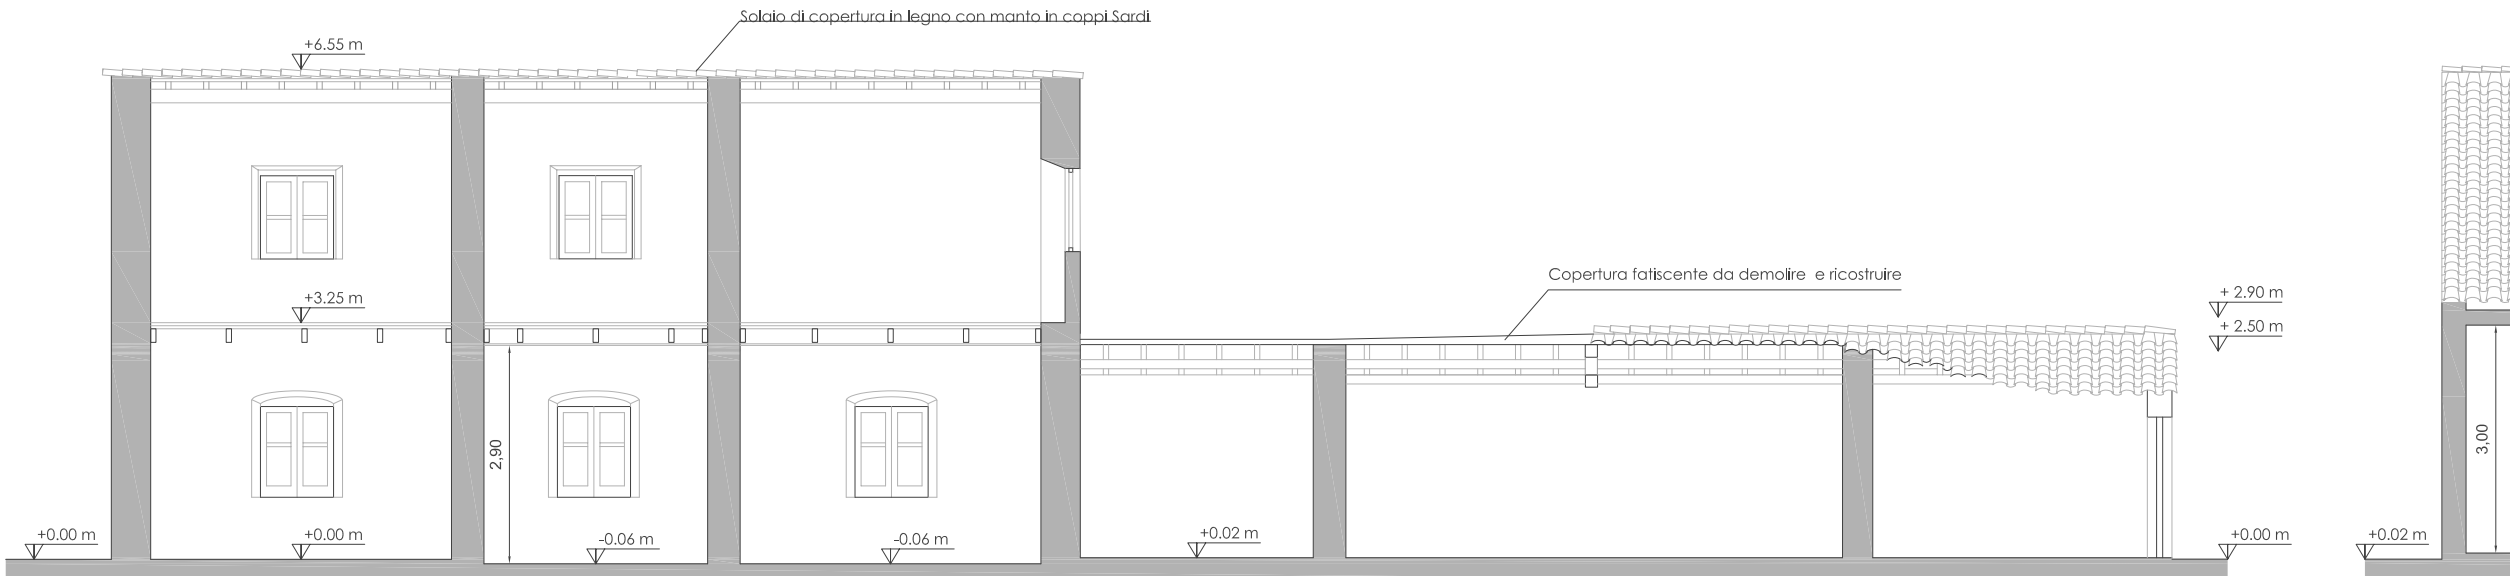 Solaio di copertura in legno con manto in coppi Sardi
+6.55 m
Copertura fatiscente da demolire e ricostruire
+3.25 m
+ 2.90 m
+ 2.50 m
2,90
3,00
+0.00 m
+0.00 m
-0.06 m
-0.06 m
+0.02 m
+0.00 m
+0.02 m